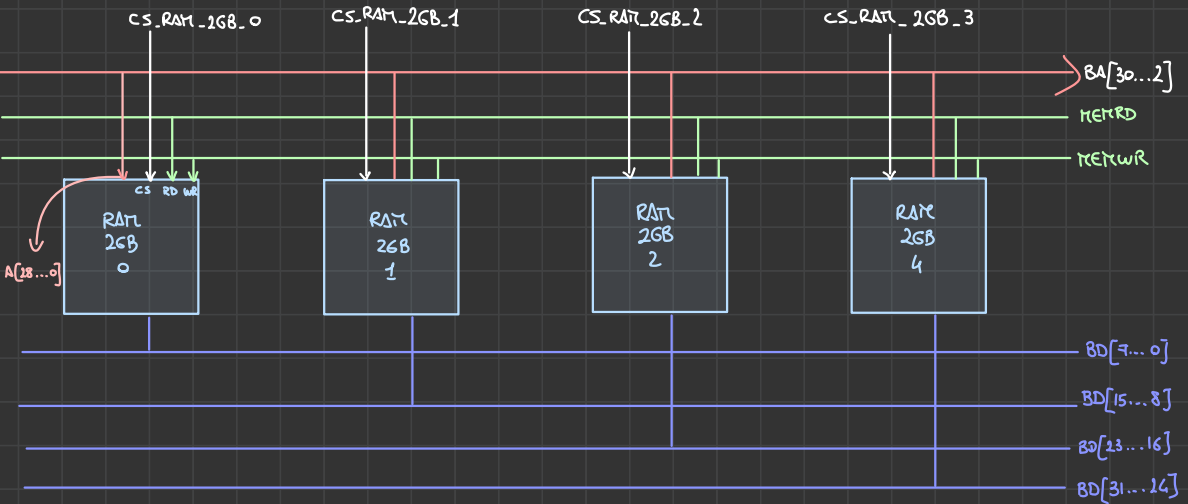 CS_RAM_2GB_0
CS_RAM_2GB_1
CS_RAM_2GB_2
CS_RAM_2GB_3
BA[30...2]
MEMRD
MEMWR
CS RD WR
A[28...0]
RAM
2GB
0
RAM
2GB
1
RAM
2GB
2
RAM
2GB
4
BD[7...0]
BD[15...8]
BD[23...16]
BD[31...24]